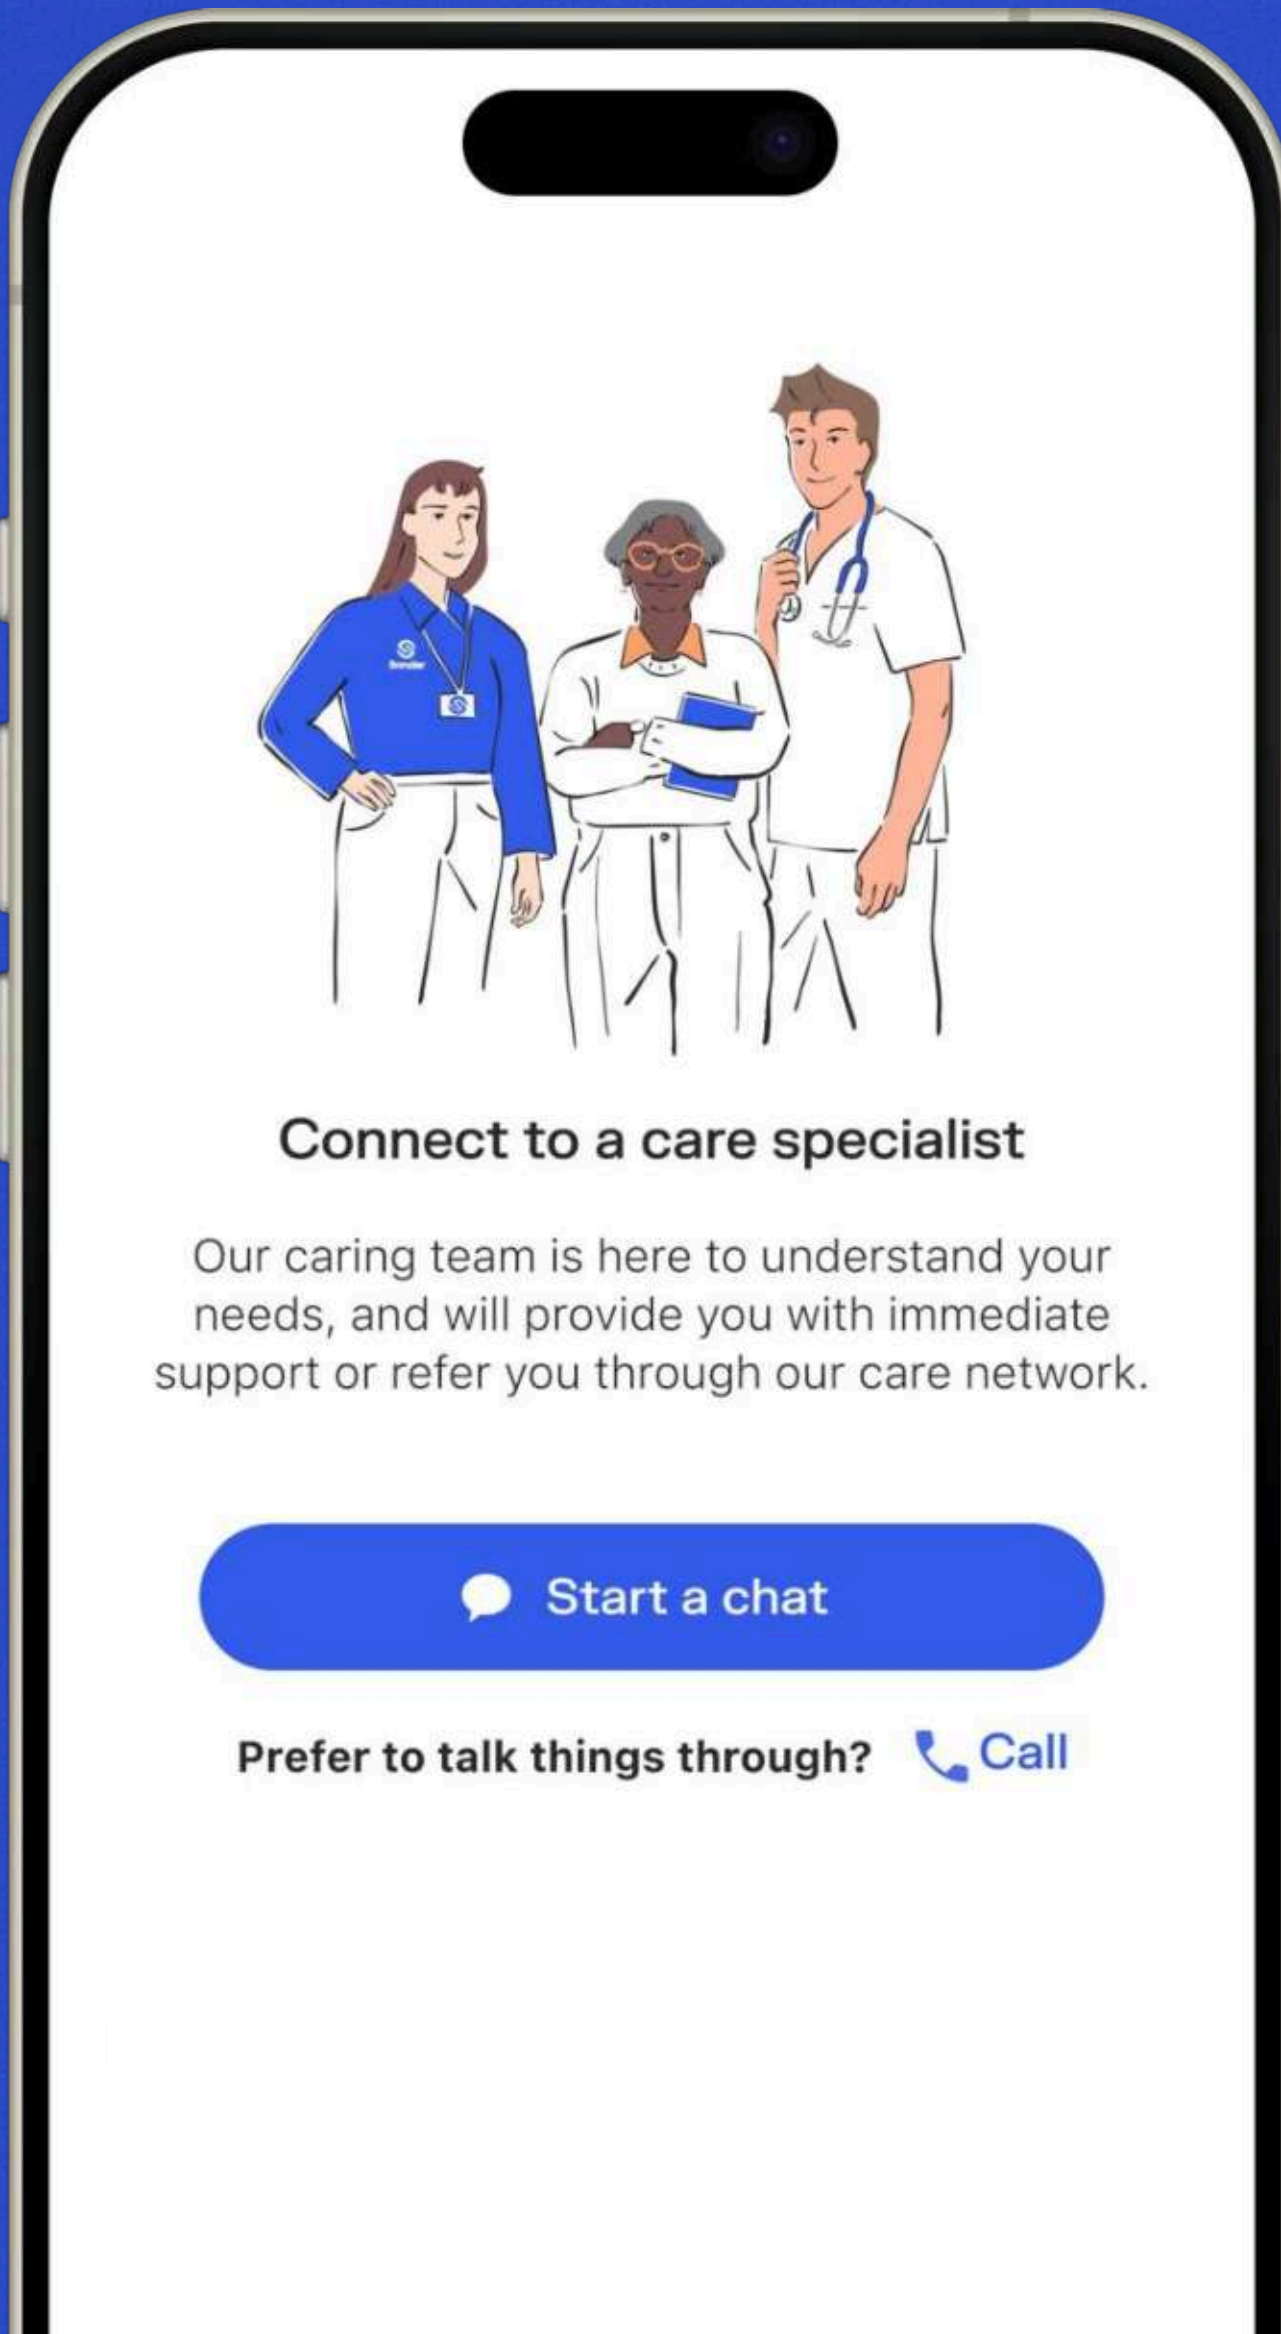 Sonder
Connect to a care specialist
Our caring team is here to understand your
needs, and will provide you with immediate
support or refer you through our care network.
Start a chat
Prefer to talk things through? Call